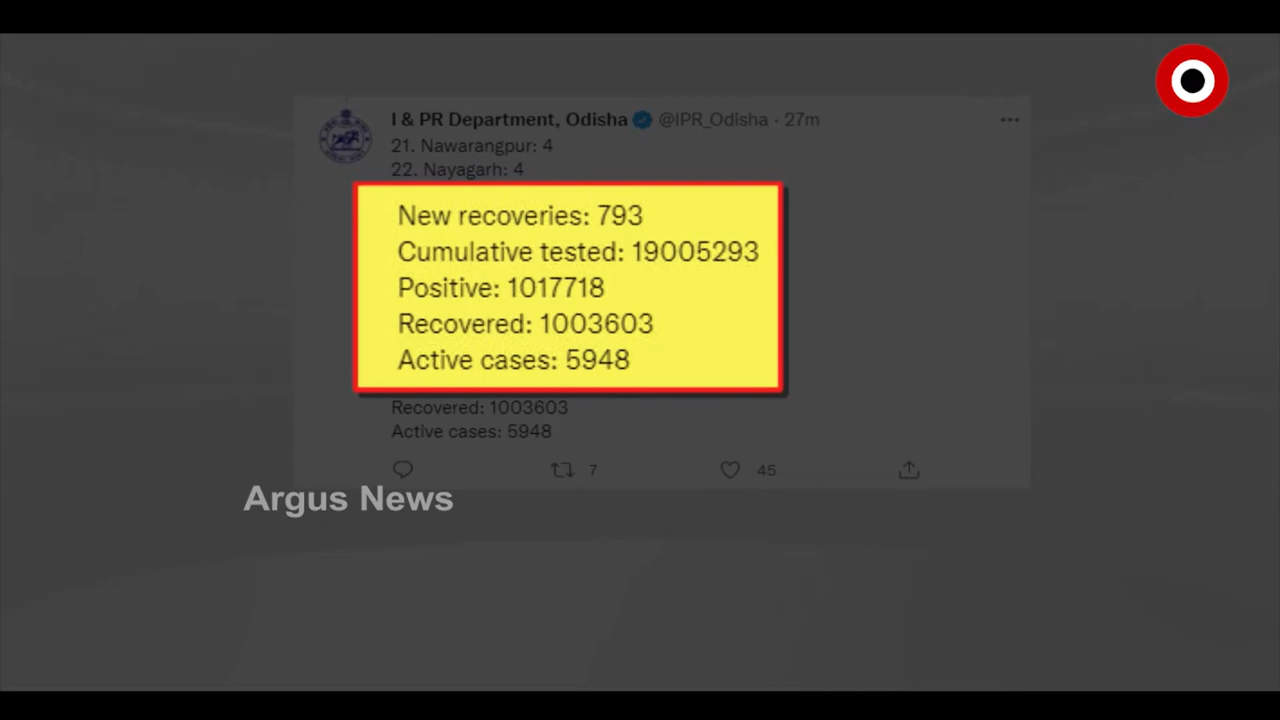 I & PR Department, Odisha @IPR_Odisha · 27m
21. Nawarangpur: 4
22. Nayagarh: 4
New recoveries: 793
Cumulative tested: 19005293
Positive: 1017718
Recovered: 1003603
Active cases: 5948
Recovered: 1003603
Active cases: 5948
7 45
Argus News